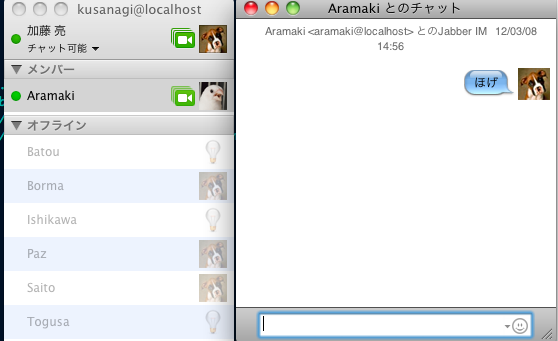 kusanagi@localhost
加藤 亮
チャット可能
メンバー
Aramaki
オフライン
Batou
Borma
Ishikawa
Paz
Saito
Togusa
Aramaki とのチャット
Aramaki <aramaki@localhost> とのJabber IM 12/03/08
14:56
ほげ